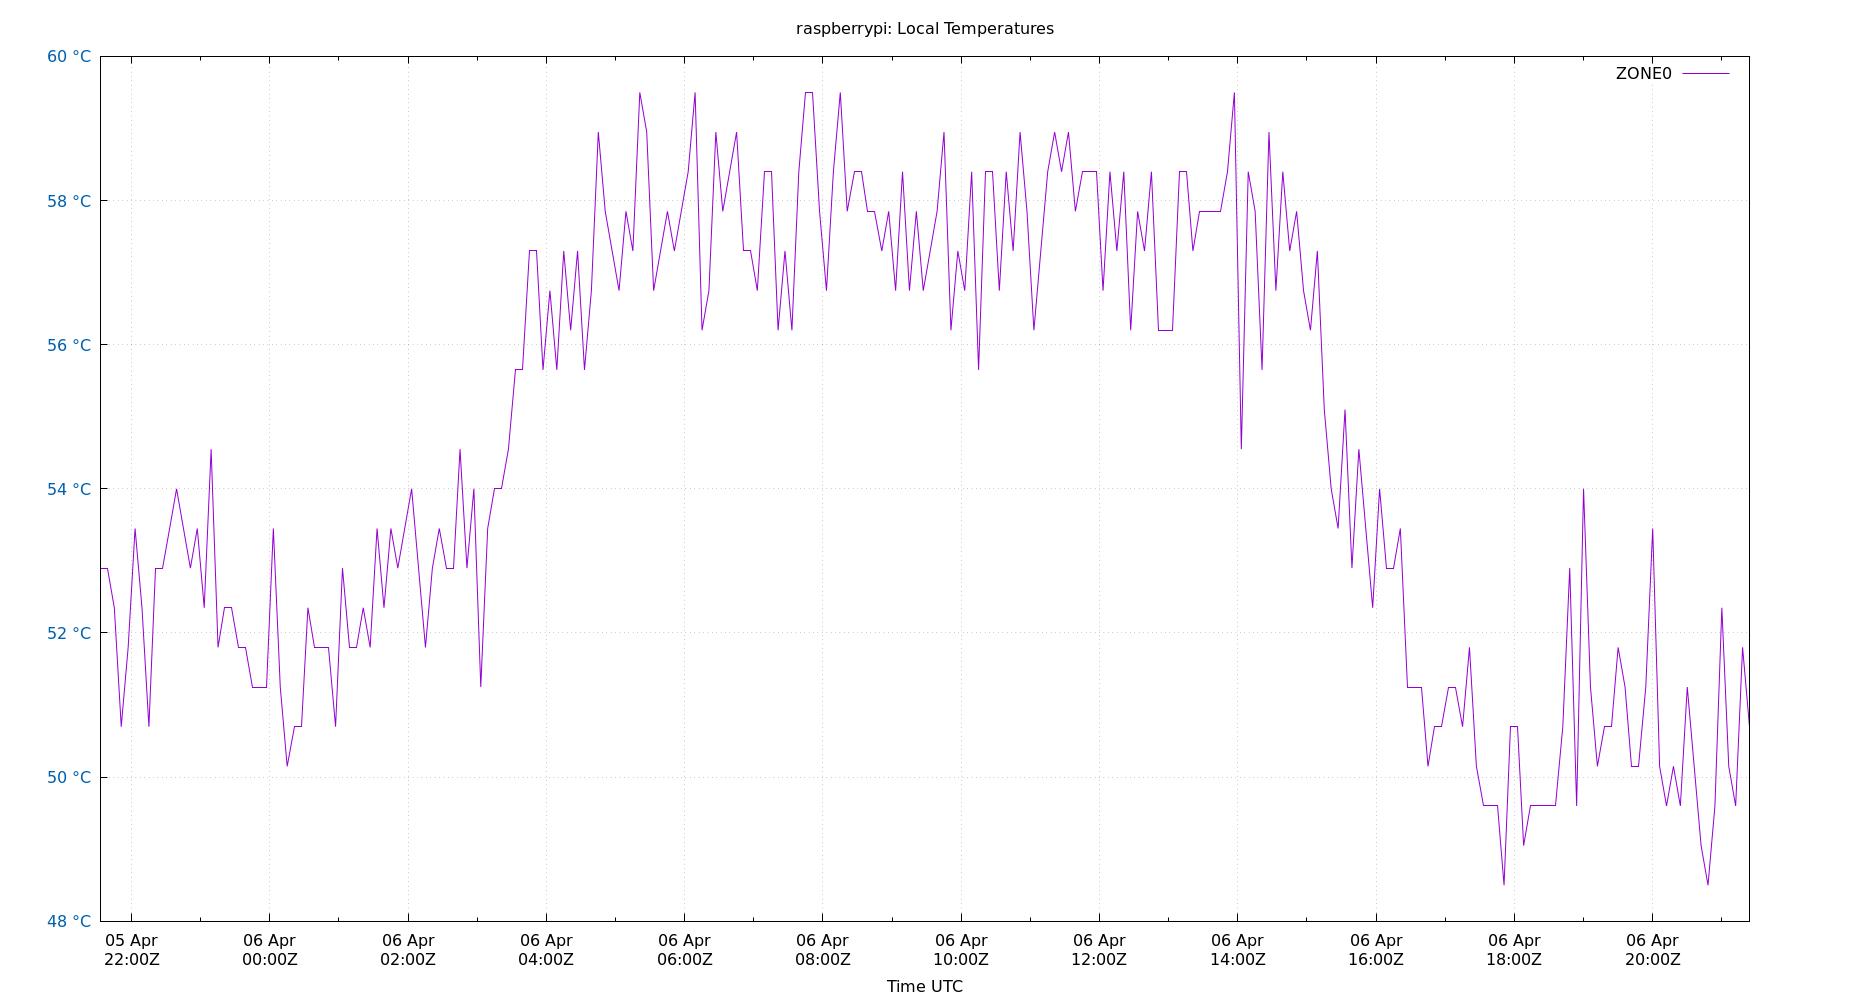 raspberrypi: Local Temperatures
60 °C
ZONE0
58 °C
56 °C
54 °C
52 °C
50 °C
48 °C
05 Apr 06 Apr 06 Apr 06 Apr 06 Apr 06 Apr 06 Apr 06 Apr 06 Apr 06 Apr 06 Apr 06 Apr
22:00Z 00:00Z 02:00Z 04:00Z 06:00Z 08:00Z 10:00Z 12:00Z 14:00Z 16:00Z 18:00Z 20:00Z
Time UTC